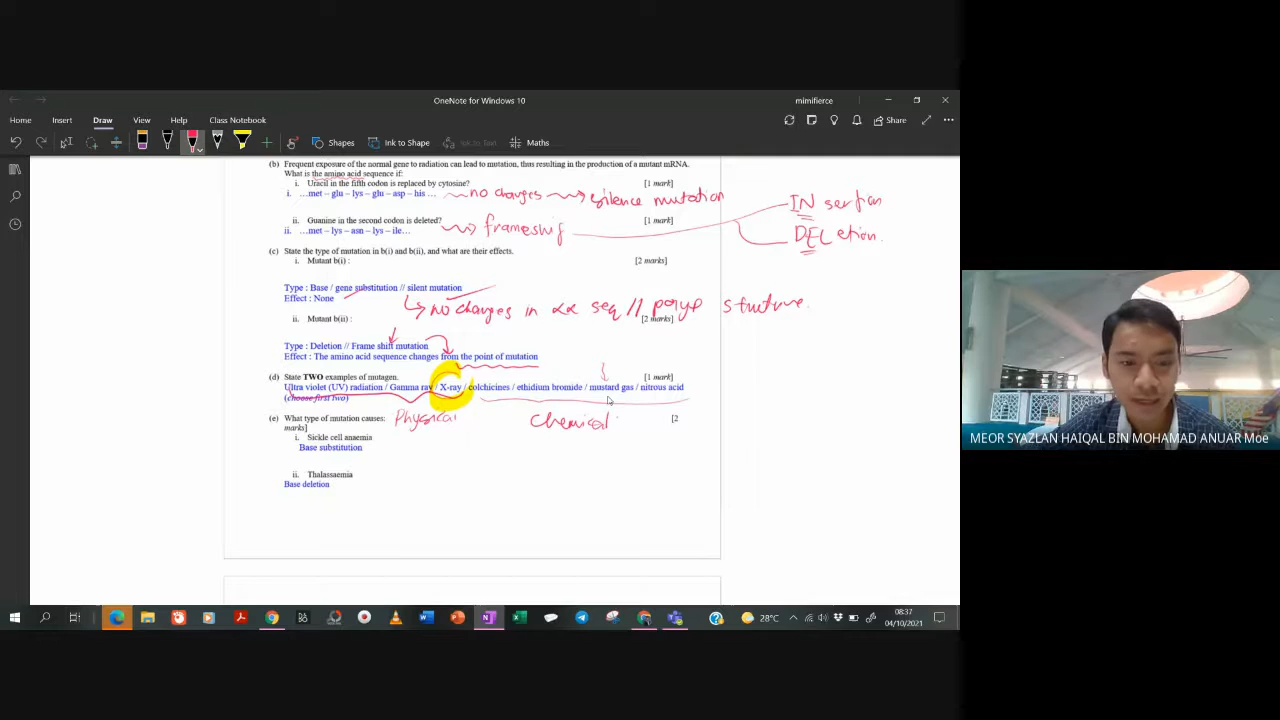 OneNote for Windows 10
mimifierce
Home Insert Draw View Help Class Notebook
Share
Shapes Ink to Shape Ink to Text Maths
(b) Frequent exposure of the normal gene to radiation can lead to mutation, thus resulting in the production of a mutant mRNA.
What is the amino acid sequence if:
i. Uracil in the fifth codon is replaced by cytosine? [1 mark]
i. …met – glu – lys – glu – asp – his … no changes silence mutation
INsertion
ii. Guanine in the second codon is deleted? [1 mark]
ii. …met – lys – asn – lys – ile… frameshif
DELetion.
(c) State the type of mutation in b(i) and b(ii), and what are their effects.
i. Mutant b(i) : [2 marks]
Type : Base / gene substitution // silent mutation
Effect : None
no changes in αα seq // polyp structure.
ii. Mutant b(ii) : [2 marks]
Type : Deletion // Frame shift mutation
Effect : The amino acid sequence changes from the point of mutation
(d) State TWO examples of mutagen. [1 mark]
Ultra violet (UV) radiation / Gamma ray / X-ray / colchicines / ethidium bromide / mustard gas / nitrous acid
(choose first two)
(e) What type of mutation causes: Physical Chemical [2
marks]
i. Sickle cell anaemia
Base substitution
MEOR SYAZLAN HAIQAL BIN MOHAMAD ANUAR Moe
ii. Thalassaemia
Base deletion
28°C
08:37
04/10/2021